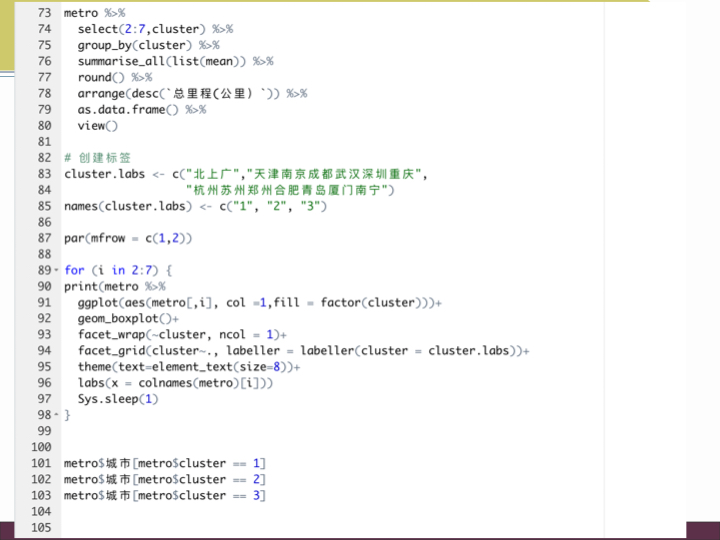 73 metro %>%
74   select(2:7,cluster) %>%
75   group_by(cluster) %>%
76   summarise_all(list(mean)) %>%
77   round() %>%
78   arrange(desc(`总里程(公里）`)) %>%
79   as.data.frame() %>%
80   view()
81
82 # 创建标签
83 cluster.labs <- c("北上广","天津南京成都武汉深圳重庆",
84                   "杭州苏州郑州合肥青岛厦门南宁")
85 names(cluster.labs) <- c("1", "2", "3")
86
87 par(mfrow = c(1,2))
88
89 for (i in 2:7) {
90 print(metro %>%
91   ggplot(aes(metro[,i], col =1,fill = factor(cluster)))+
92   geom_boxplot()+
93   facet_wrap(~cluster, ncol = 1)+
94   facet_grid(cluster~., labeller = labeller(cluster = cluster.labs))+
95   theme(text=element_text(size=8))+
96   labs(x = colnames(metro)[i]))
97   Sys.sleep(1)
98 }
99
100
101 metro$城市[metro$cluster == 1]
102 metro$城市[metro$cluster == 2]
103 metro$城市[metro$cluster == 3]
104
105